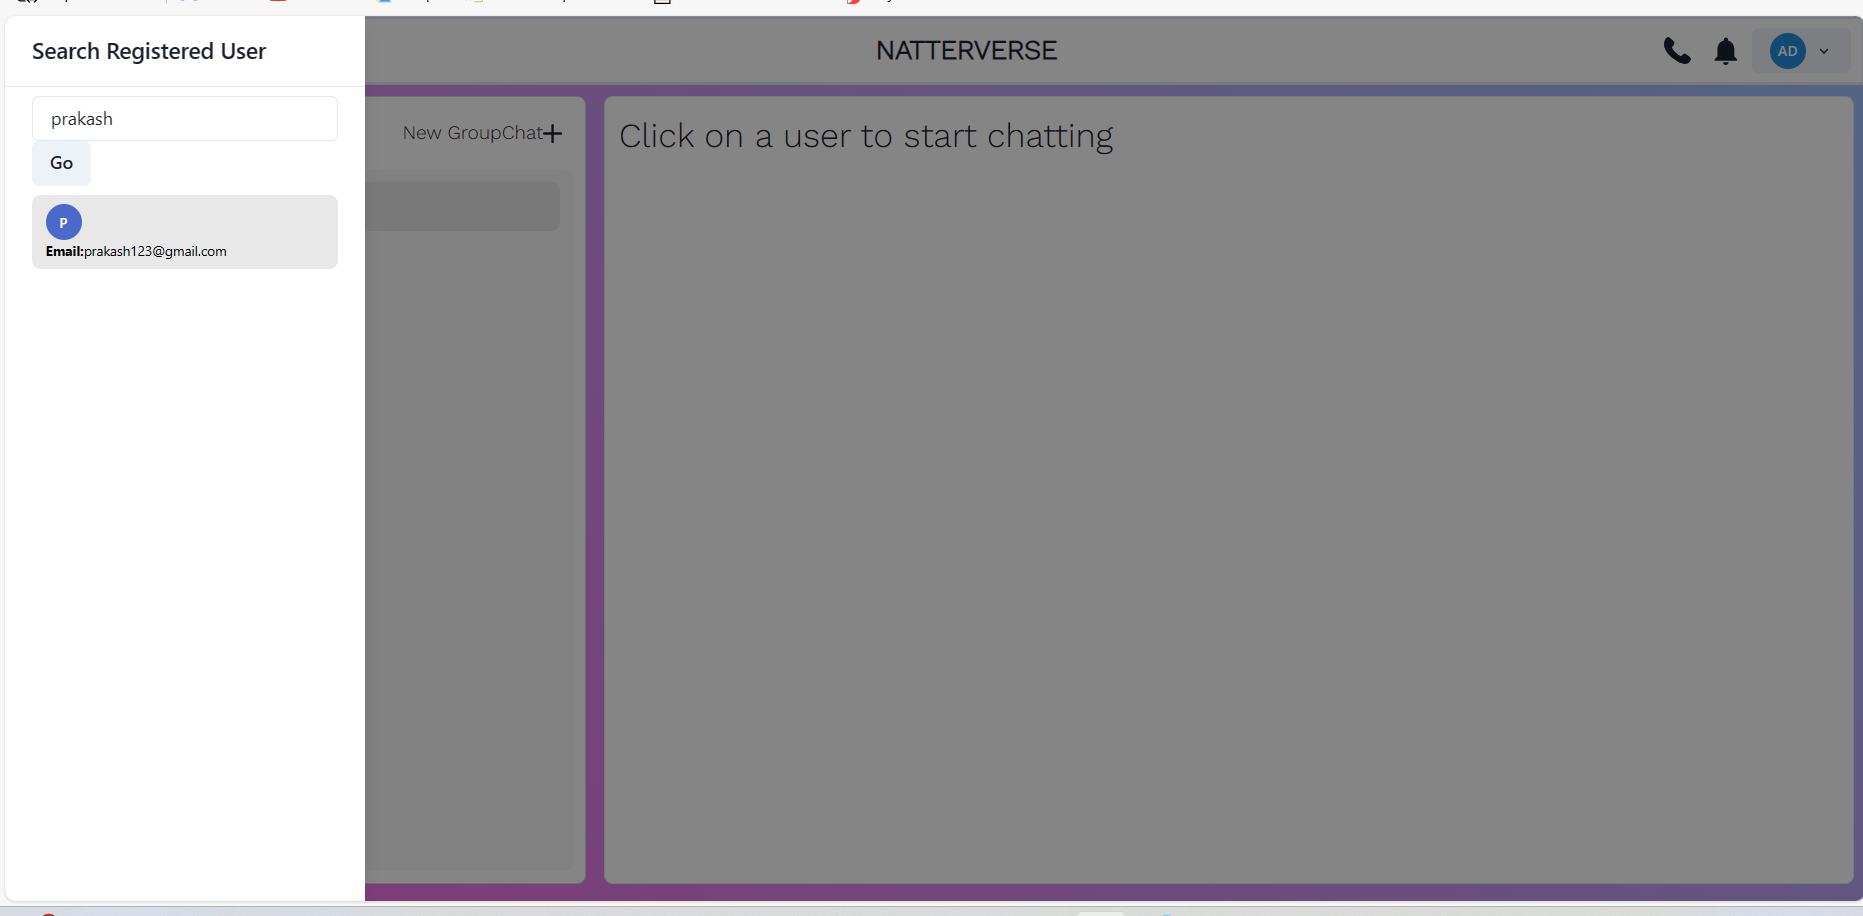 Search Registered User
prakash
Go
P
Email:prakash123@gmail.com
NATTERVERSE
AD
New GroupChat
Click on a user to start chatting